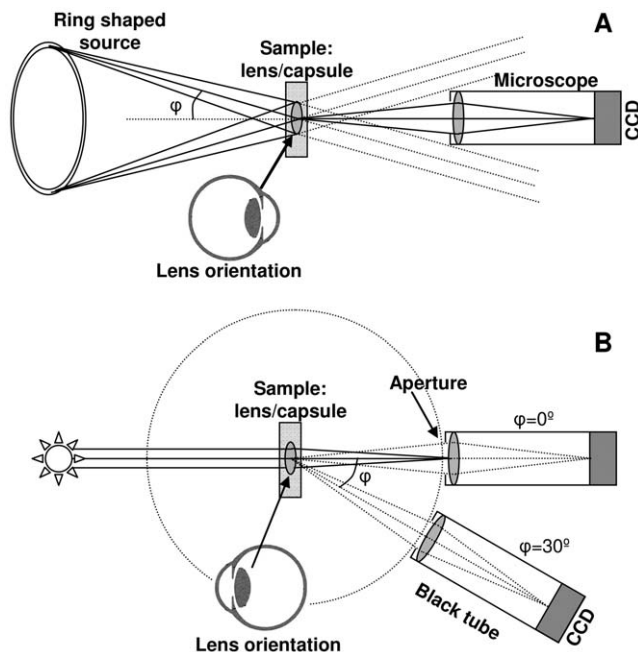 Ring shaped
source
A
Sample:
lens/capsule
Microscope
φ
CCD
Lens orientation
B
Sample:
lens/capsule
Aperture
φ=0º
φ
φ=30º
Black tube
CCD
Lens orientation